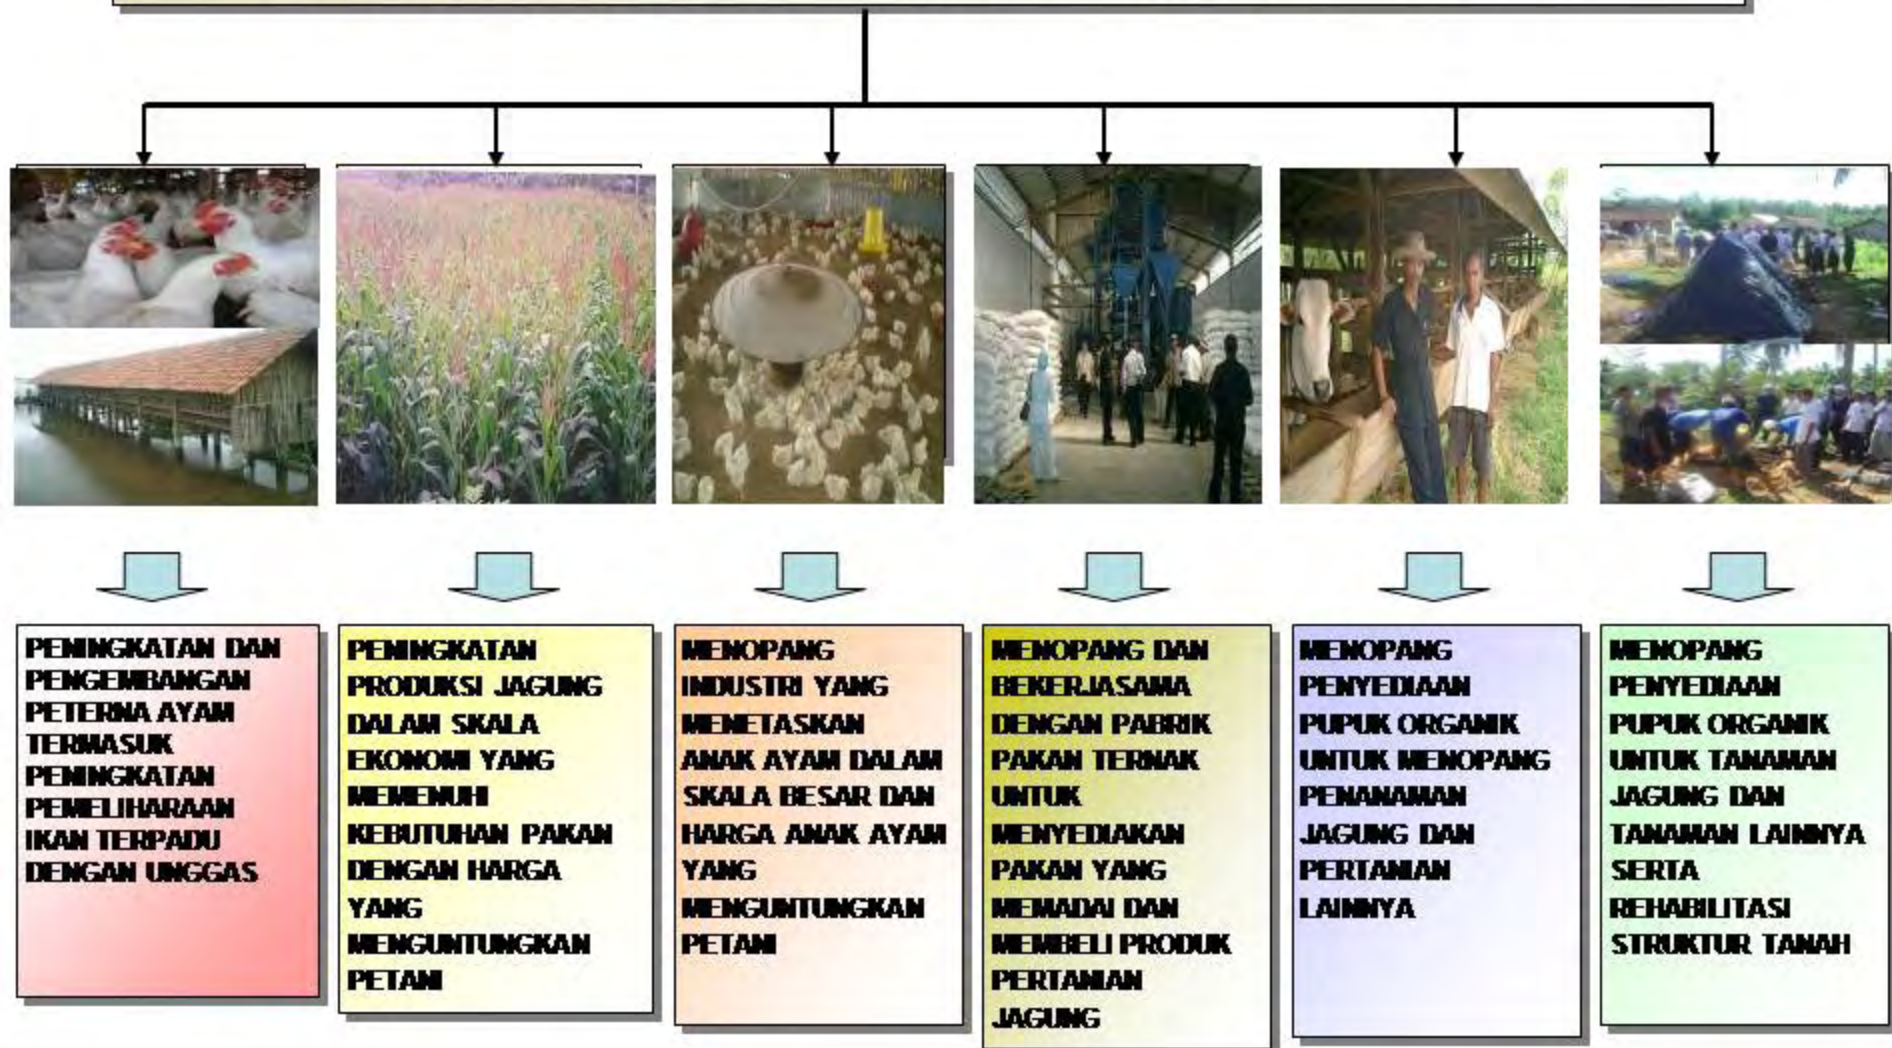 PENINGKATAN DAN
PENGEMBANGAN
PETERNA AYAM
TERMASUK
PENINGKATAN
PEMELIHARAAN
IKAN TERPADU
DENGAN UNGGAS
PENINGKATAN
PRODUKSI JAGUNG
DALAM SKALA
EKONOMI YANG
MEMENUHI
KEBUTUHAN PAKAN
DENGAN HARGA
YANG
MENGUNTUNGKAN
PETANI
MENOPANG
INDUSTRI YANG
MENETASKAN
ANAK AYAM DALAM
SKALA BESAR DAN
HARGA ANAK AYAM
YANG
MENGUNTUNGKAN
PETANI
MENOPANG DAN
BEKERJASAMA
DENGAN PABRIK
PAKAN TERNAK
UNTUK
MENYEDIAKAN
PAKAN YANG
MEMADAI DAN
MEMBELI PRODUK
PERTANIAN
JAGUNG
MENOPANG
PENYEDIAAN
PUPUK ORGANIK
UNTUK MENOPANG
PENANAMAN
JAGUNG DAN
PERTANIAN
LAINNYA
MENOPANG
PENYEDIAAN
PUPUK ORGANIK
UNTUK TANAMAN
JAGUNG DAN
TANAMAN LAINNYA
SERTA
REHABILITASI
STRUKTUR TANAH